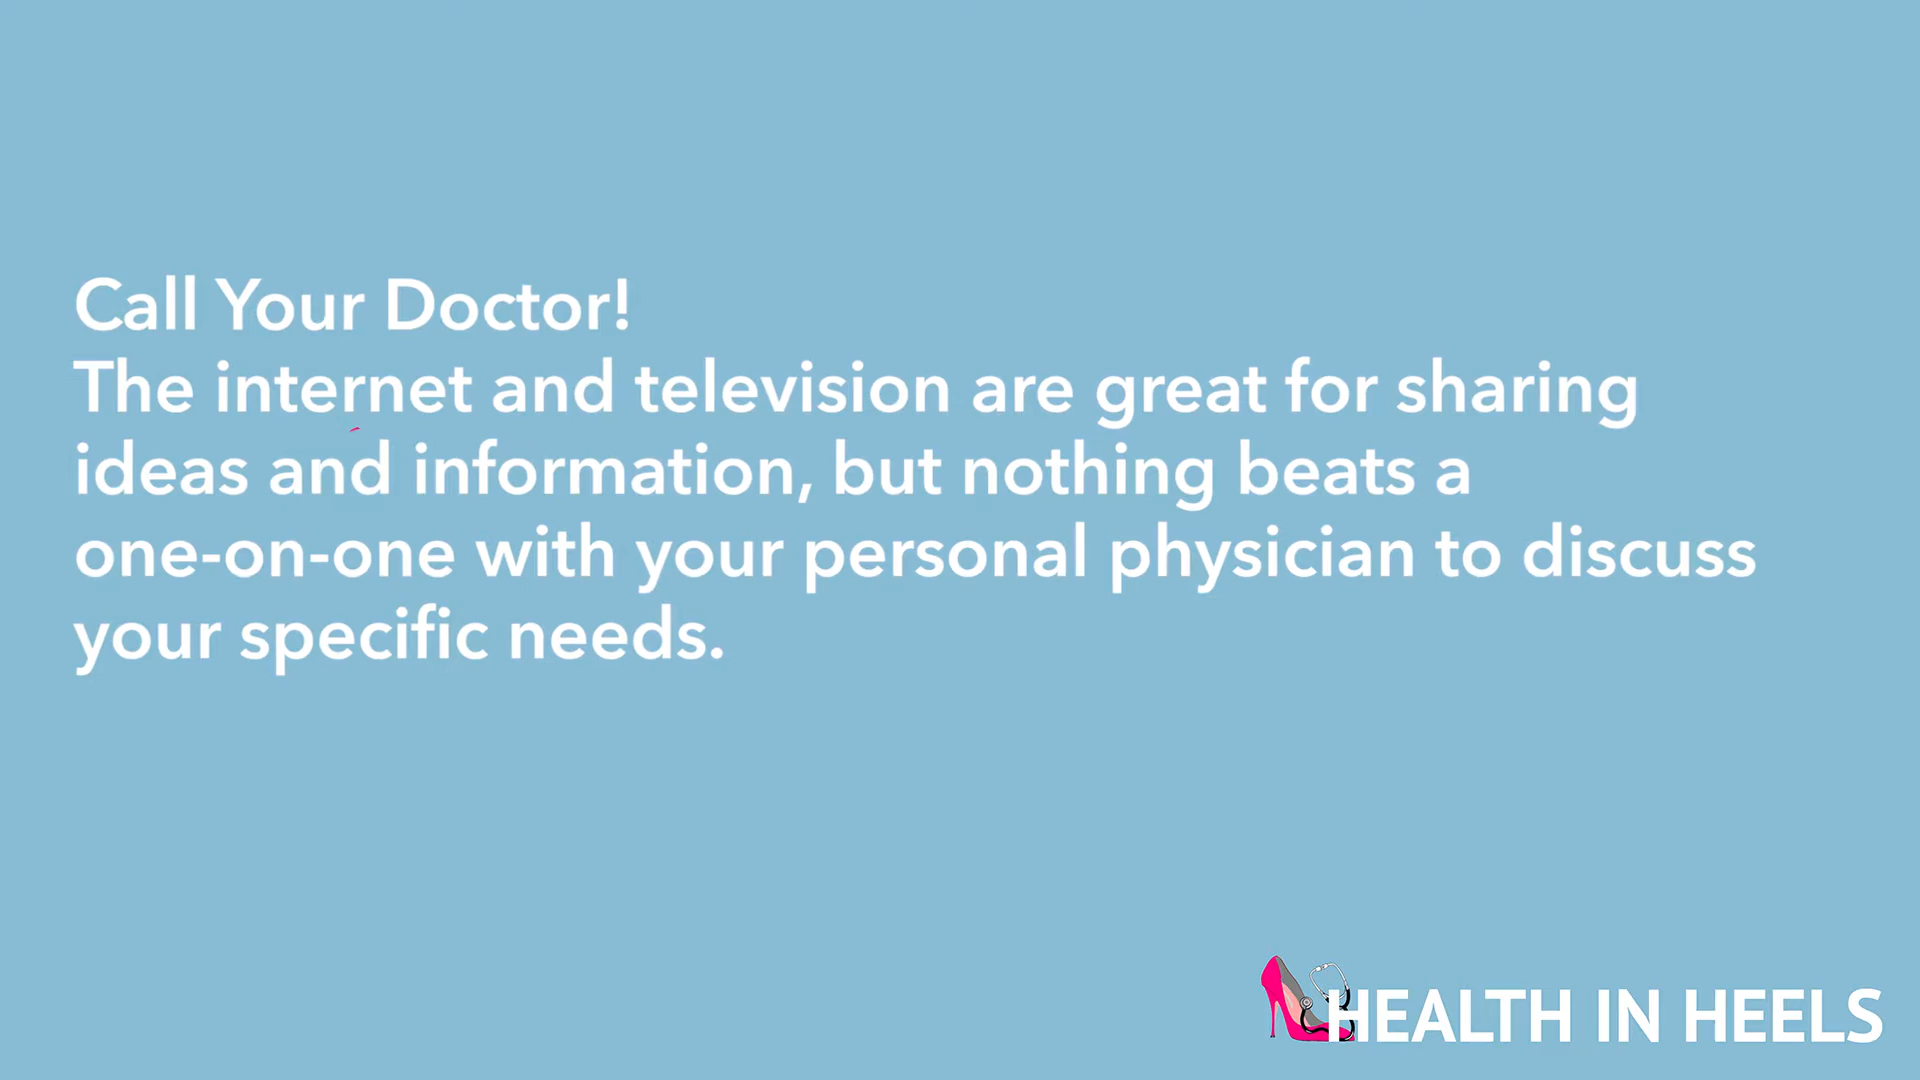 Call Your Doctor!
The internet and television are great for sharing
ideas and information, but nothing beats a
one-on-one with your personal physician to discuss
your specific needs.
HEALTH IN HEELS